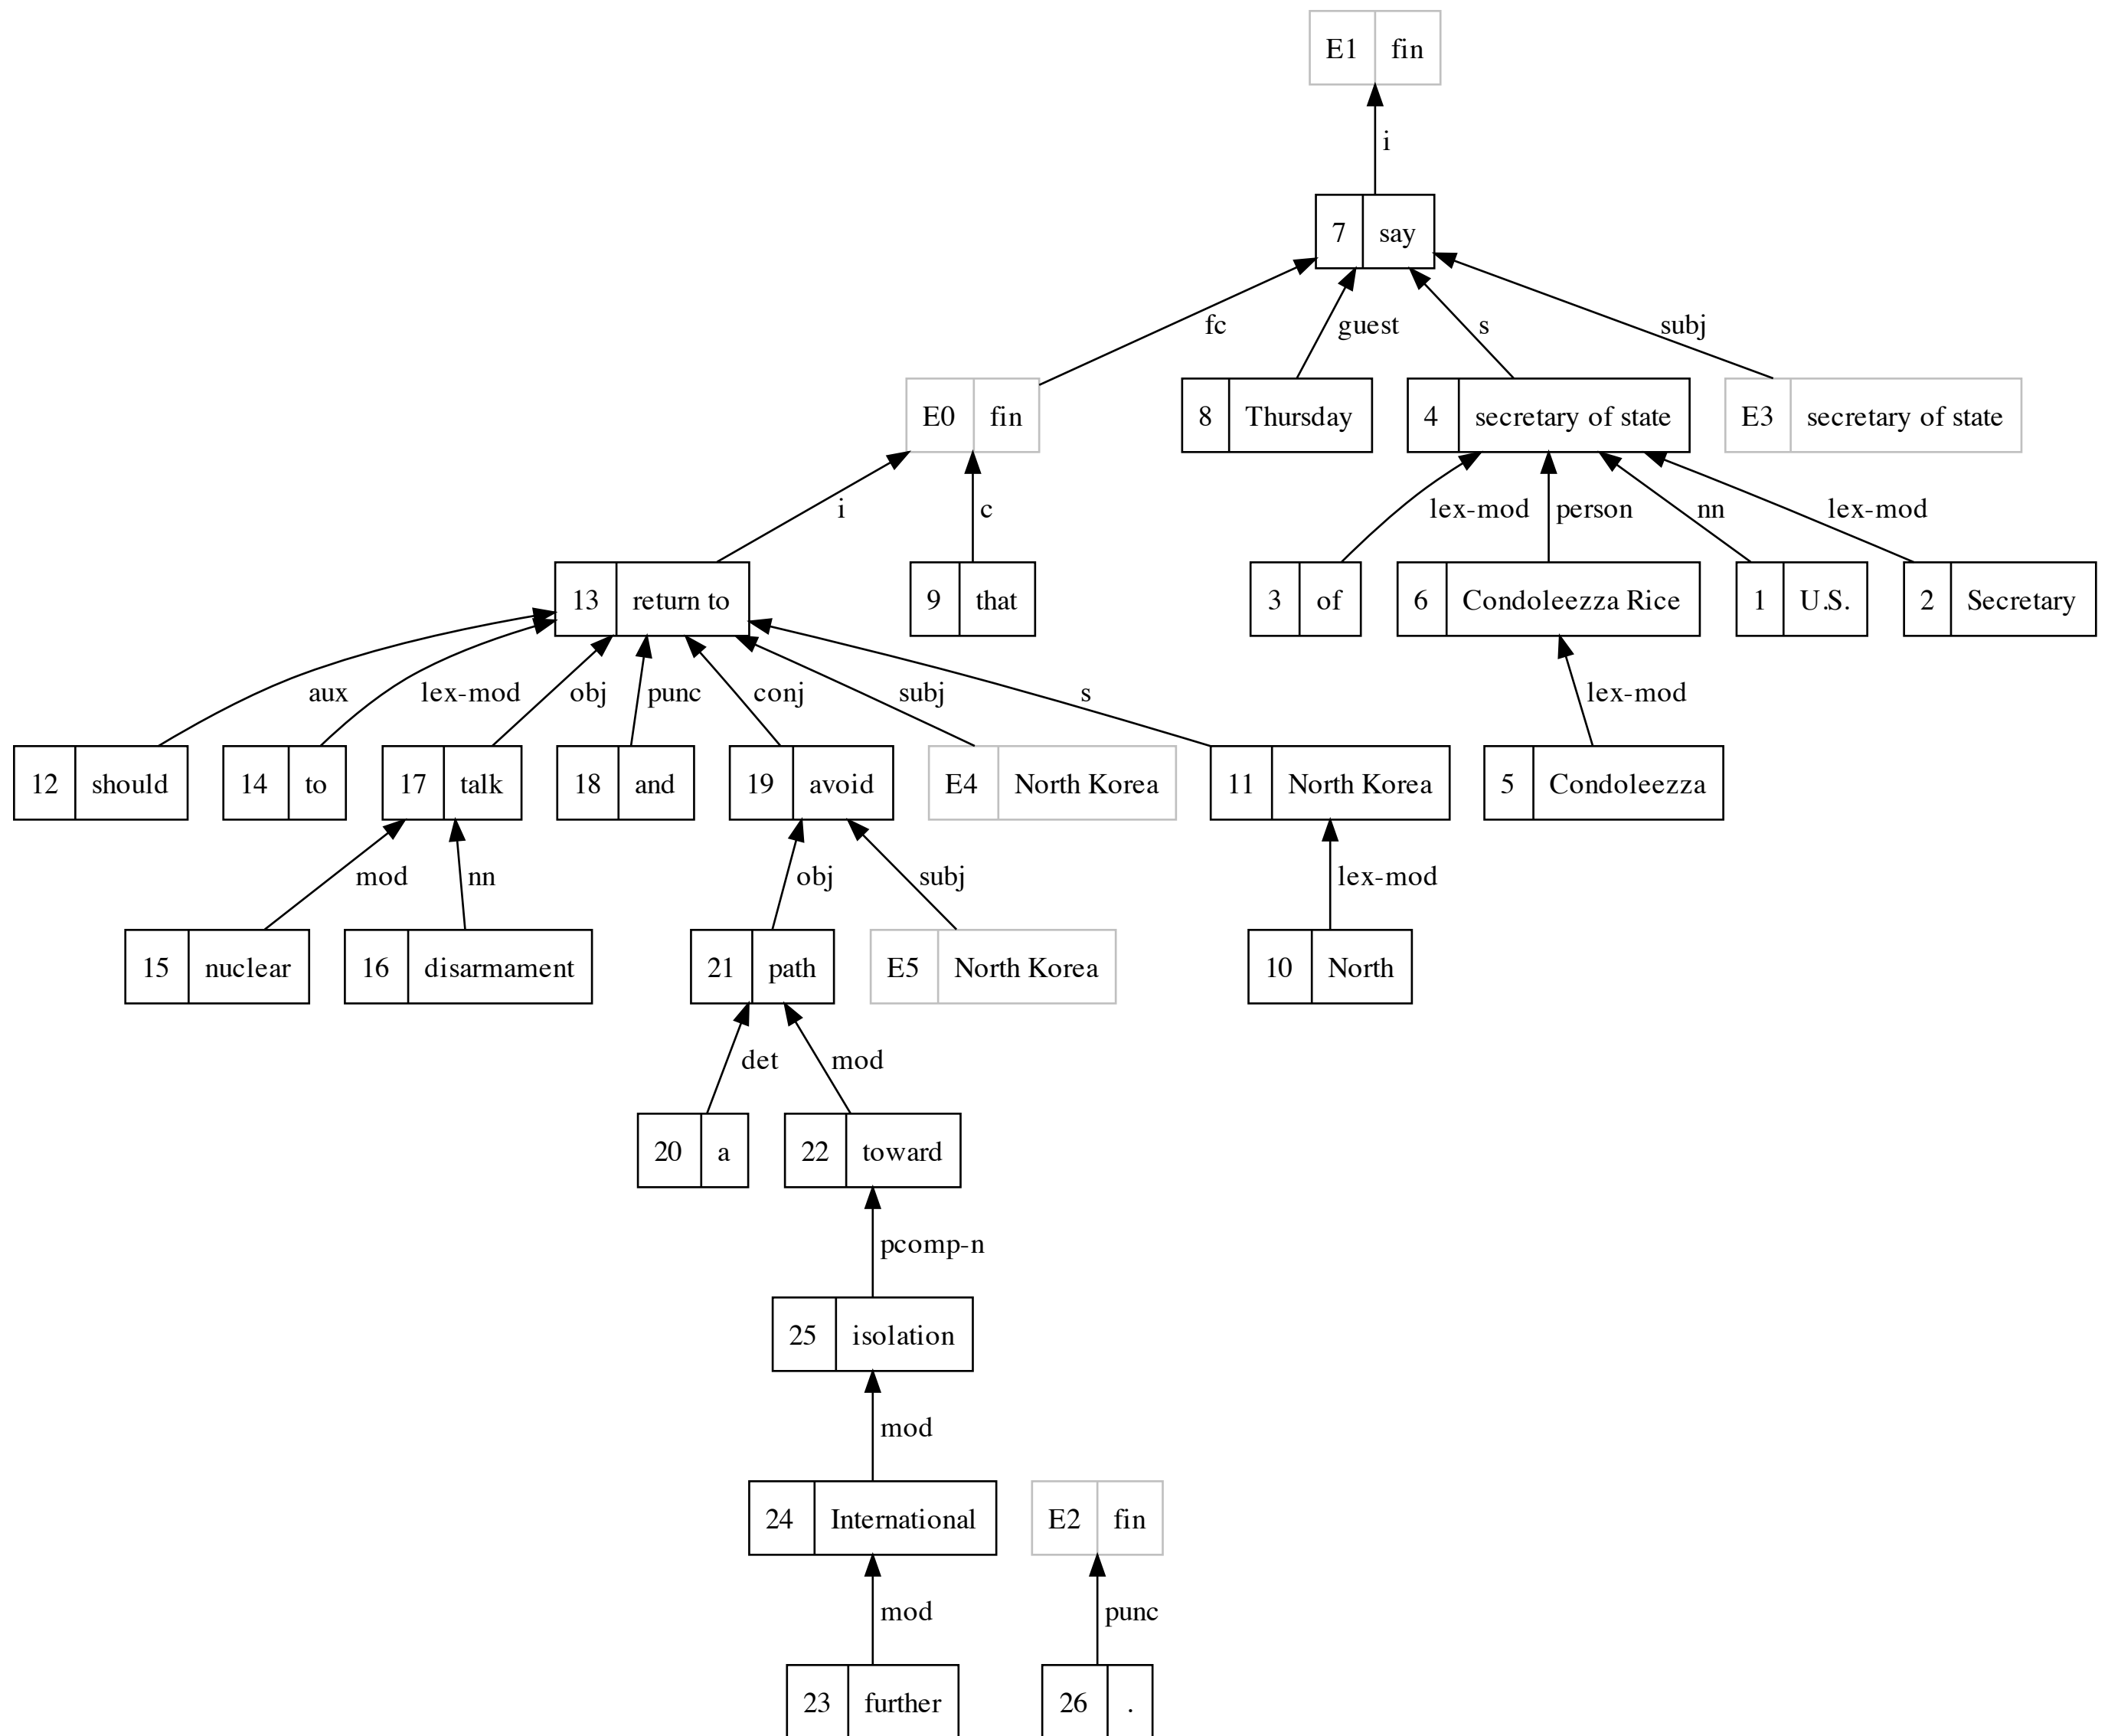 E1 fin
i
7 say
fc guest s subj
E0 fin 8 Thursday 4 secretary of state E3 secretary of state
i c lex-mod person nn lex-mod
13 return to 9 that 3 of 6 Condoleezza Rice 1 U.S. 2 Secretary
aux lex-mod obj punc conj subj s lex-mod
12 should 14 to 17 talk 18 and 19 avoid E4 North Korea 11 North Korea 5 Condoleezza
mod nn obj subj lex-mod
15 nuclear 16 disarmament 21 path E5 North Korea 10 North
det mod
20 a 22 toward
pcomp-n
25 isolation
mod
24 International E2 fin
mod punc
23 further 26 .